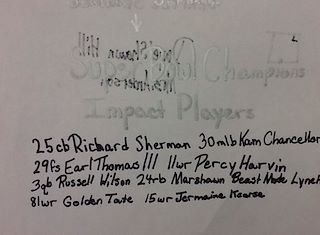 Super Bowl Champions
Impact Players
25cb Richard Sherman 30mlb Kam Chancellor
29fs Earl Thomas III 11wr Percy Harvin
3qb Russell Wilson 24rb Marshawn Beast Mode Lynch
81wr Golden Tate 15wr Jermaine Kearse